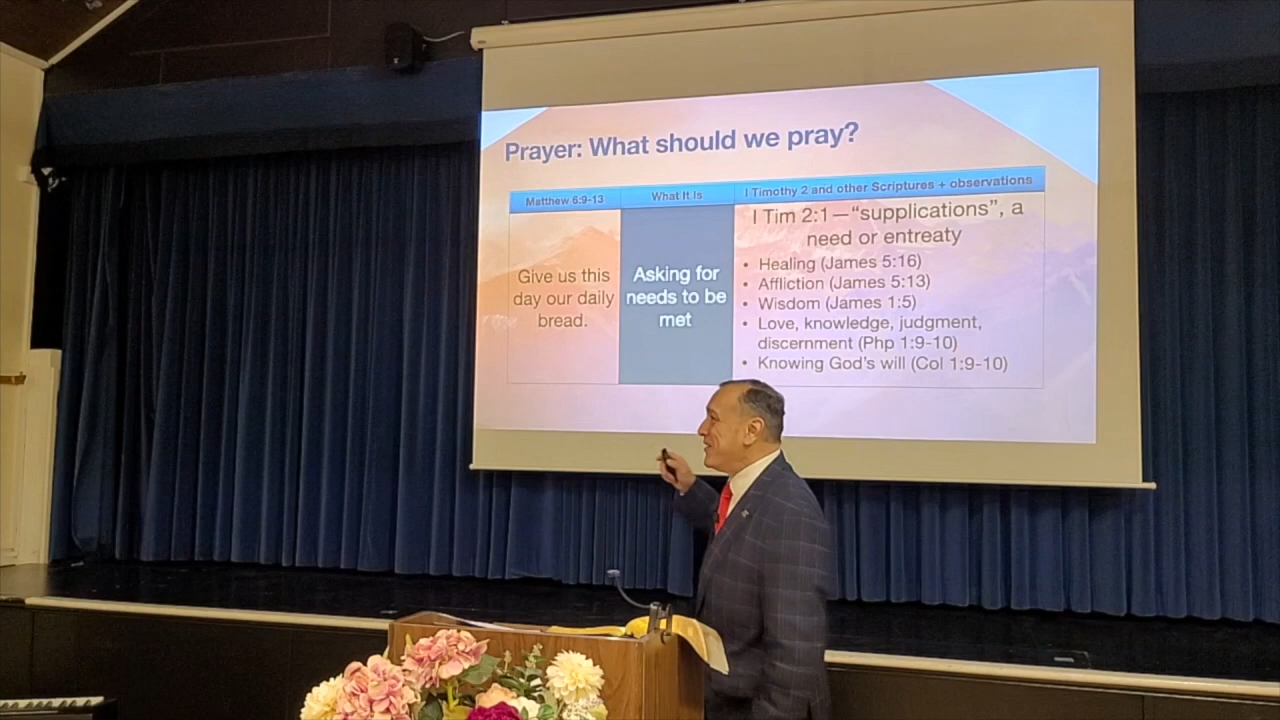 Prayer: What should we pray?
Matthew 6:9-13
What It Is
I Timothy 2 and other Scriptures + observations
Give us this
day our daily
bread.
Asking for
needs to be
met
I Tim 2:1—“supplications”, a
need or entreaty
• Healing (James 5:16)
• Affliction (James 5:13)
• Wisdom (James 1:5)
• Love, knowledge, judgment,
discernment (Php 1:9-10)
• Knowing God’s will (Col 1:9-10)